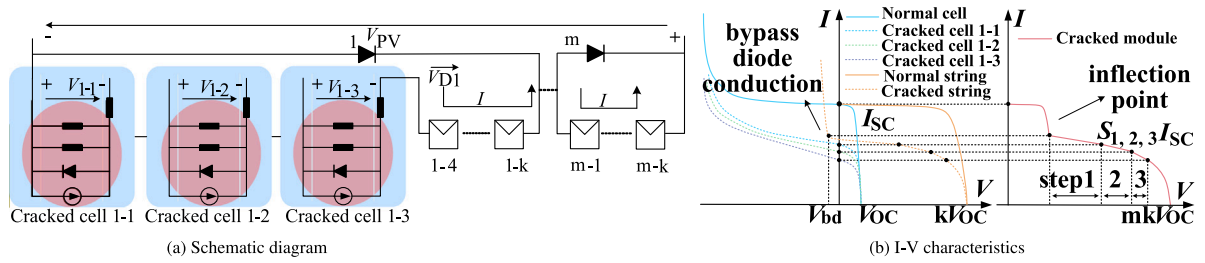 - V_PV +
1 m
+ V_1-1 - + V_1-2 - + V_1-3 -
V_D1
I I
1-4 1-k m-1 m-k
Cracked cell 1-1 Cracked cell 1-2 Cracked cell 1-3
(a) Schematic diagram
I
Normal cell
Cracked cell 1-1
Cracked cell 1-2
Cracked cell 1-3
Normal string
Cracked string
bypass
diode
conduction
I_SC
V
V_bd V_OC kV_OC
I
Cracked module
inflection
point
S_1, 2, 3 I_SC
step1 2 3
V
mkV_OC
(b) I-V characteristics